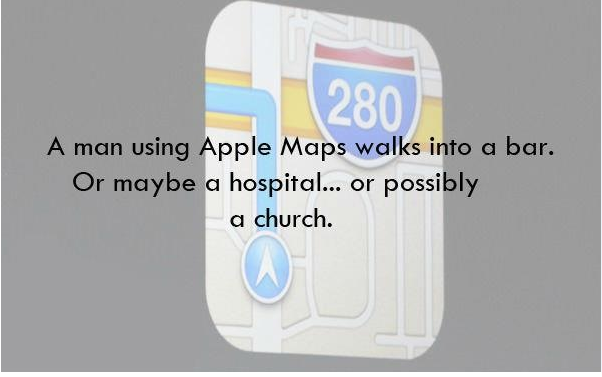 280
A man using Apple Maps walks into a bar.
Or maybe a hospital... or possibly
a church.